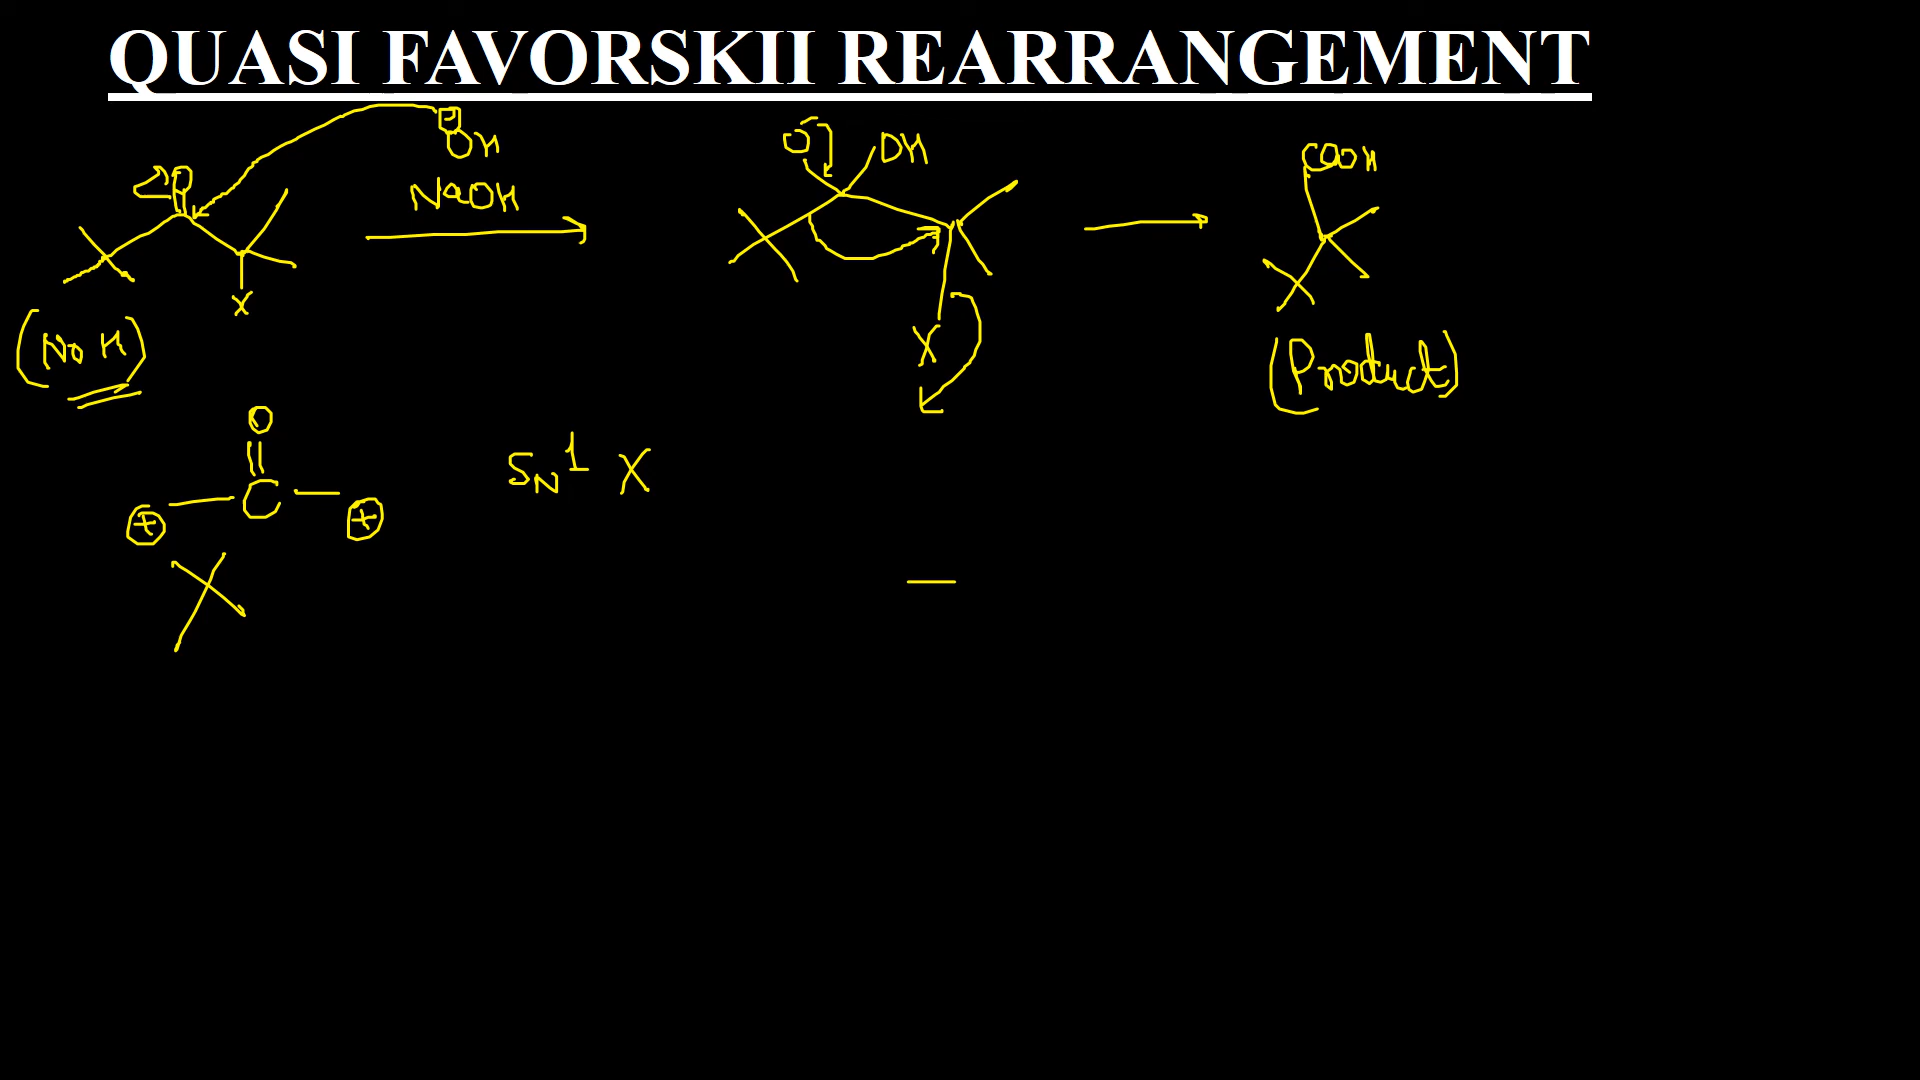 QUASI FAVORSKII REARRANGEMENT
OH
O
NaOH
X
(No H)
O⁻ OH
X
COOH
(Product)
O
C
⊕ ⊕
SN1 X